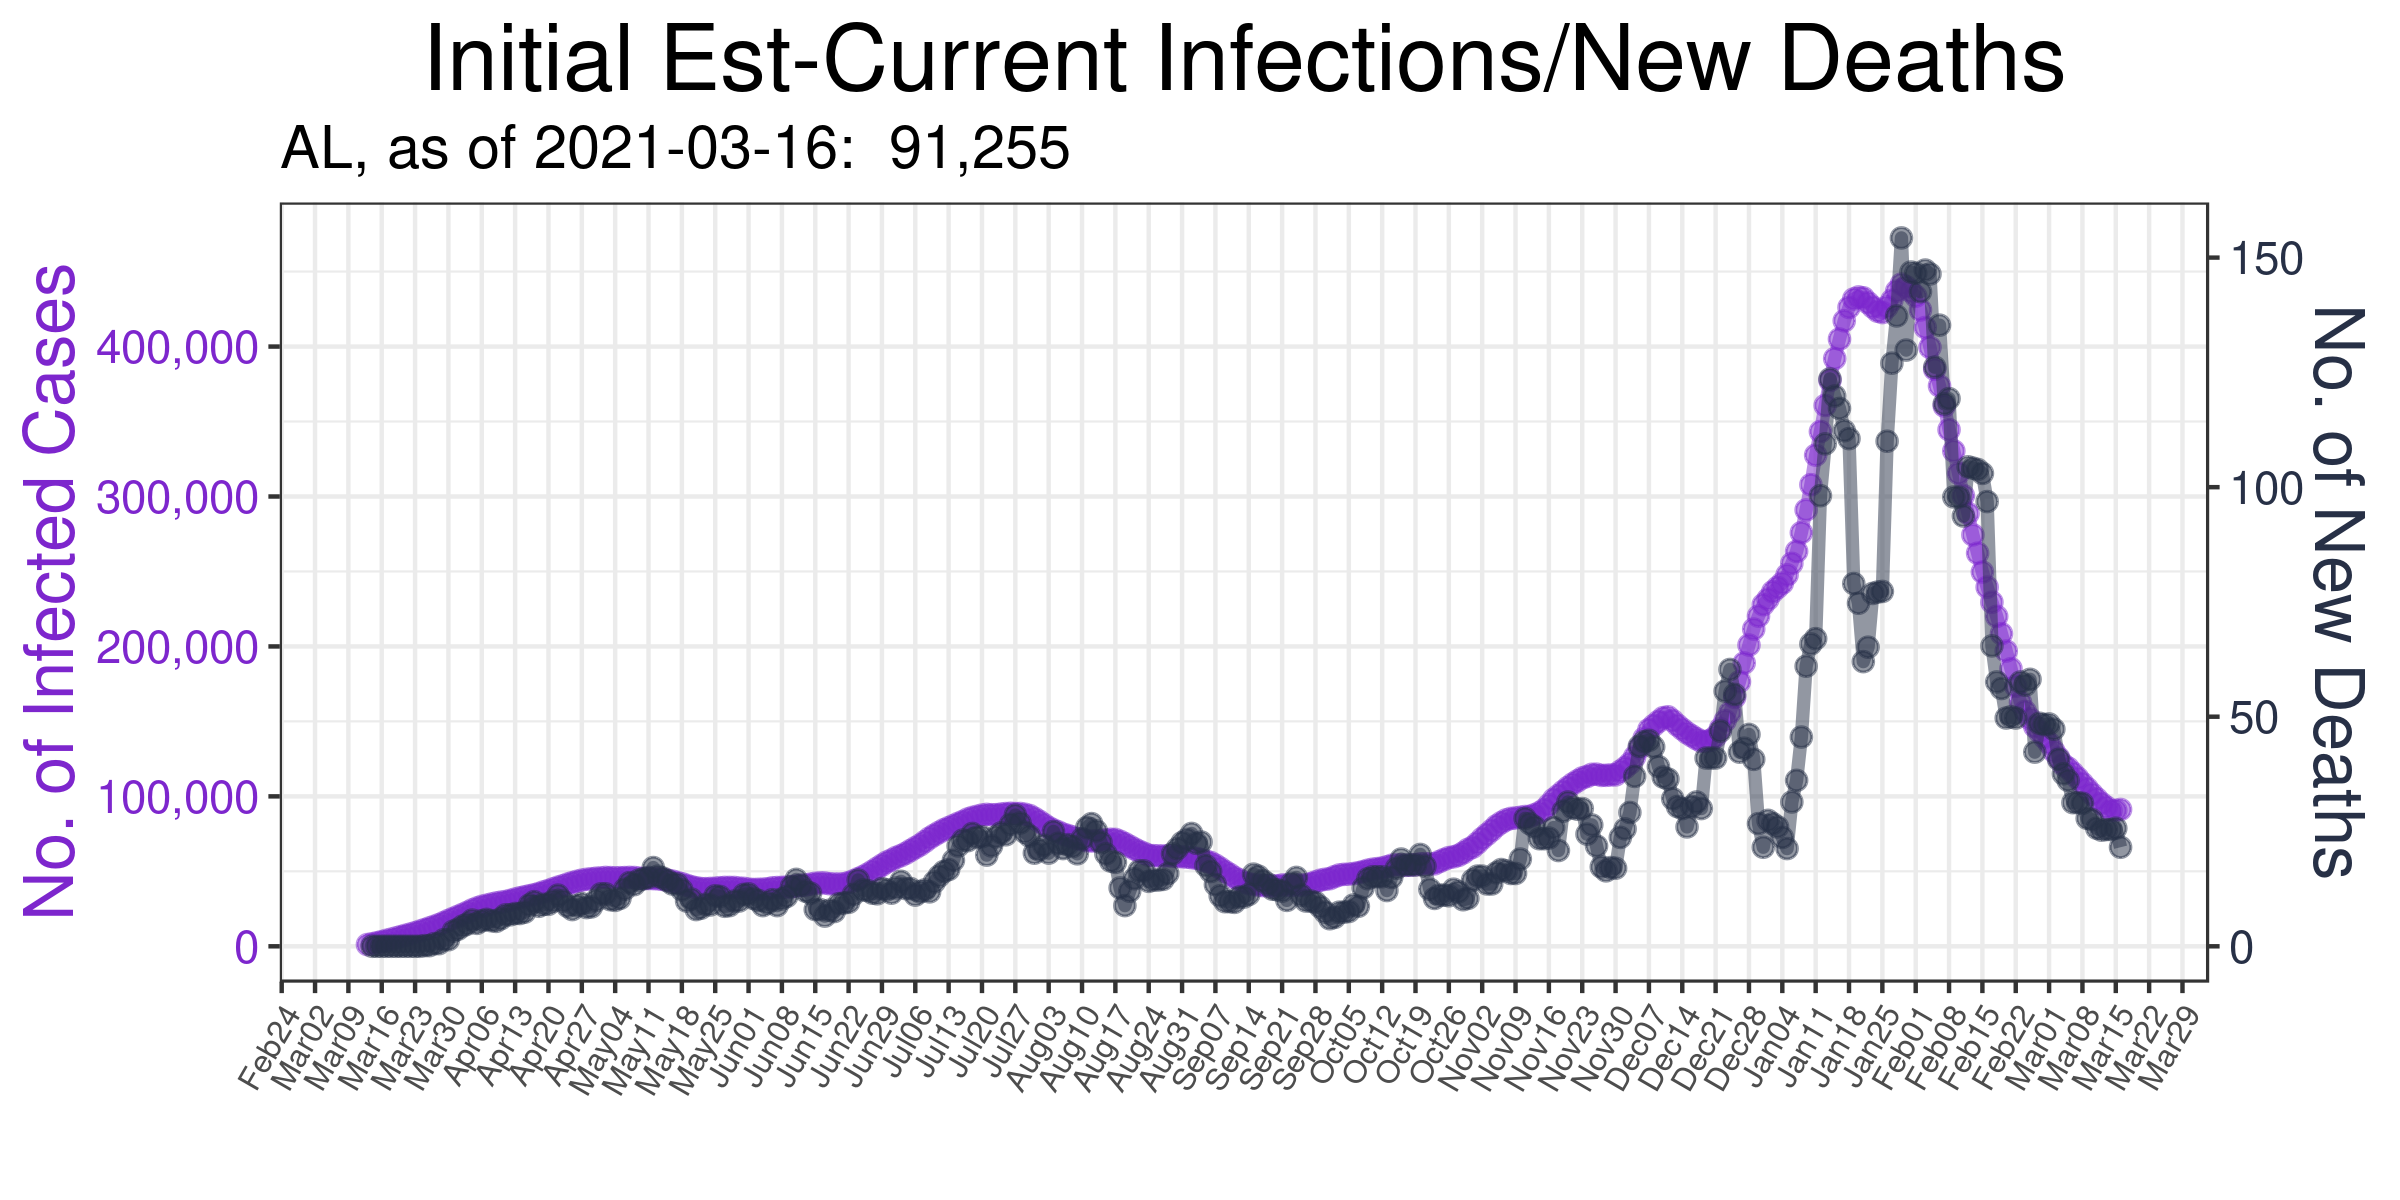 Initial Est-Current Infections/New Deaths
AL, as of 2021-03-16:  91,255
No. of Infected Cases
400,000
300,000
200,000
100,000
0
150
100
50
0
No. of New Deaths
Feb24
Mar02
Mar09
Mar16
Mar23
Mar30
Apr06
Apr13
Apr20
Apr27
May04
May11
May18
May25
Jun01
Jun08
Jun15
Jun22
Jun29
Jul06
Jul13
Jul20
Jul27
Aug03
Aug10
Aug17
Aug24
Aug31
Sep07
Sep14
Sep21
Sep28
Oct05
Oct12
Oct19
Oct26
Nov02
Nov09
Nov16
Nov23
Nov30
Dec07
Dec14
Dec21
Dec28
Jan04
Jan11
Jan18
Jan25
Feb01
Feb08
Feb15
Feb22
Mar01
Mar08
Mar15
Mar22
Mar29